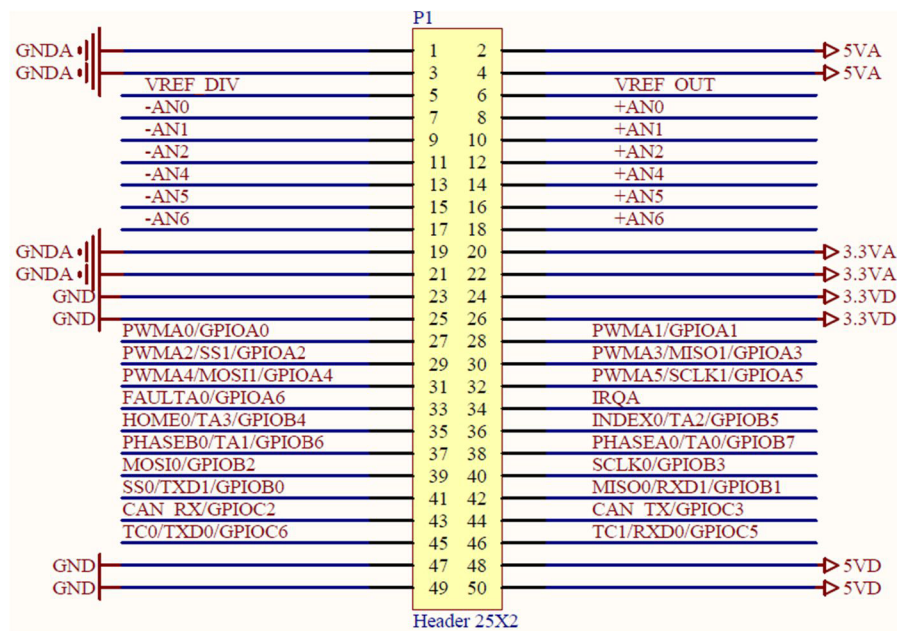 P1
GNDA 1 2 5VA
GNDA 3 4 5VA
VREF_DIV 5 6 VREF_OUT
-AN0 7 8 +AN0
-AN1 9 10 +AN1
-AN2 11 12 +AN2
-AN4 13 14 +AN4
-AN5 15 16 +AN5
-AN6 17 18 +AN6
GNDA 19 20 3.3VA
GNDA 21 22 3.3VA
GND 23 24 3.3VD
GND 25 26 3.3VD
PWMA0/GPIOA0 27 28 PWMA1/GPIOA1
PWMA2/SS1/GPIOA2 29 30 PWMA3/MISO1/GPIOA3
PWMA4/MOSI1/GPIOA4 31 32 PWMA5/SCLK1/GPIOA5
FAULTA0/GPIOA6 33 34 IRQA
HOME0/TA3/GPIOB4 35 36 INDEX0/TA2/GPIOB5
PHASEB0/TA1/GPIOB6 37 38 PHASEA0/TA0/GPIOB7
MOSI0/GPIOB2 39 40 SCLK0/GPIOB3
SS0/TXD1/GPIOB0 41 42 MISO0/RXD1/GPIOB1
CAN_RX/GPIOC2 43 44 CAN_TX/GPIOC3
TC0/TXD0/GPIOC6 45 46 TC1/RXD0/GPIOC5
GND 47 48 5VD
GND 49 50 5VD
Header 25X2